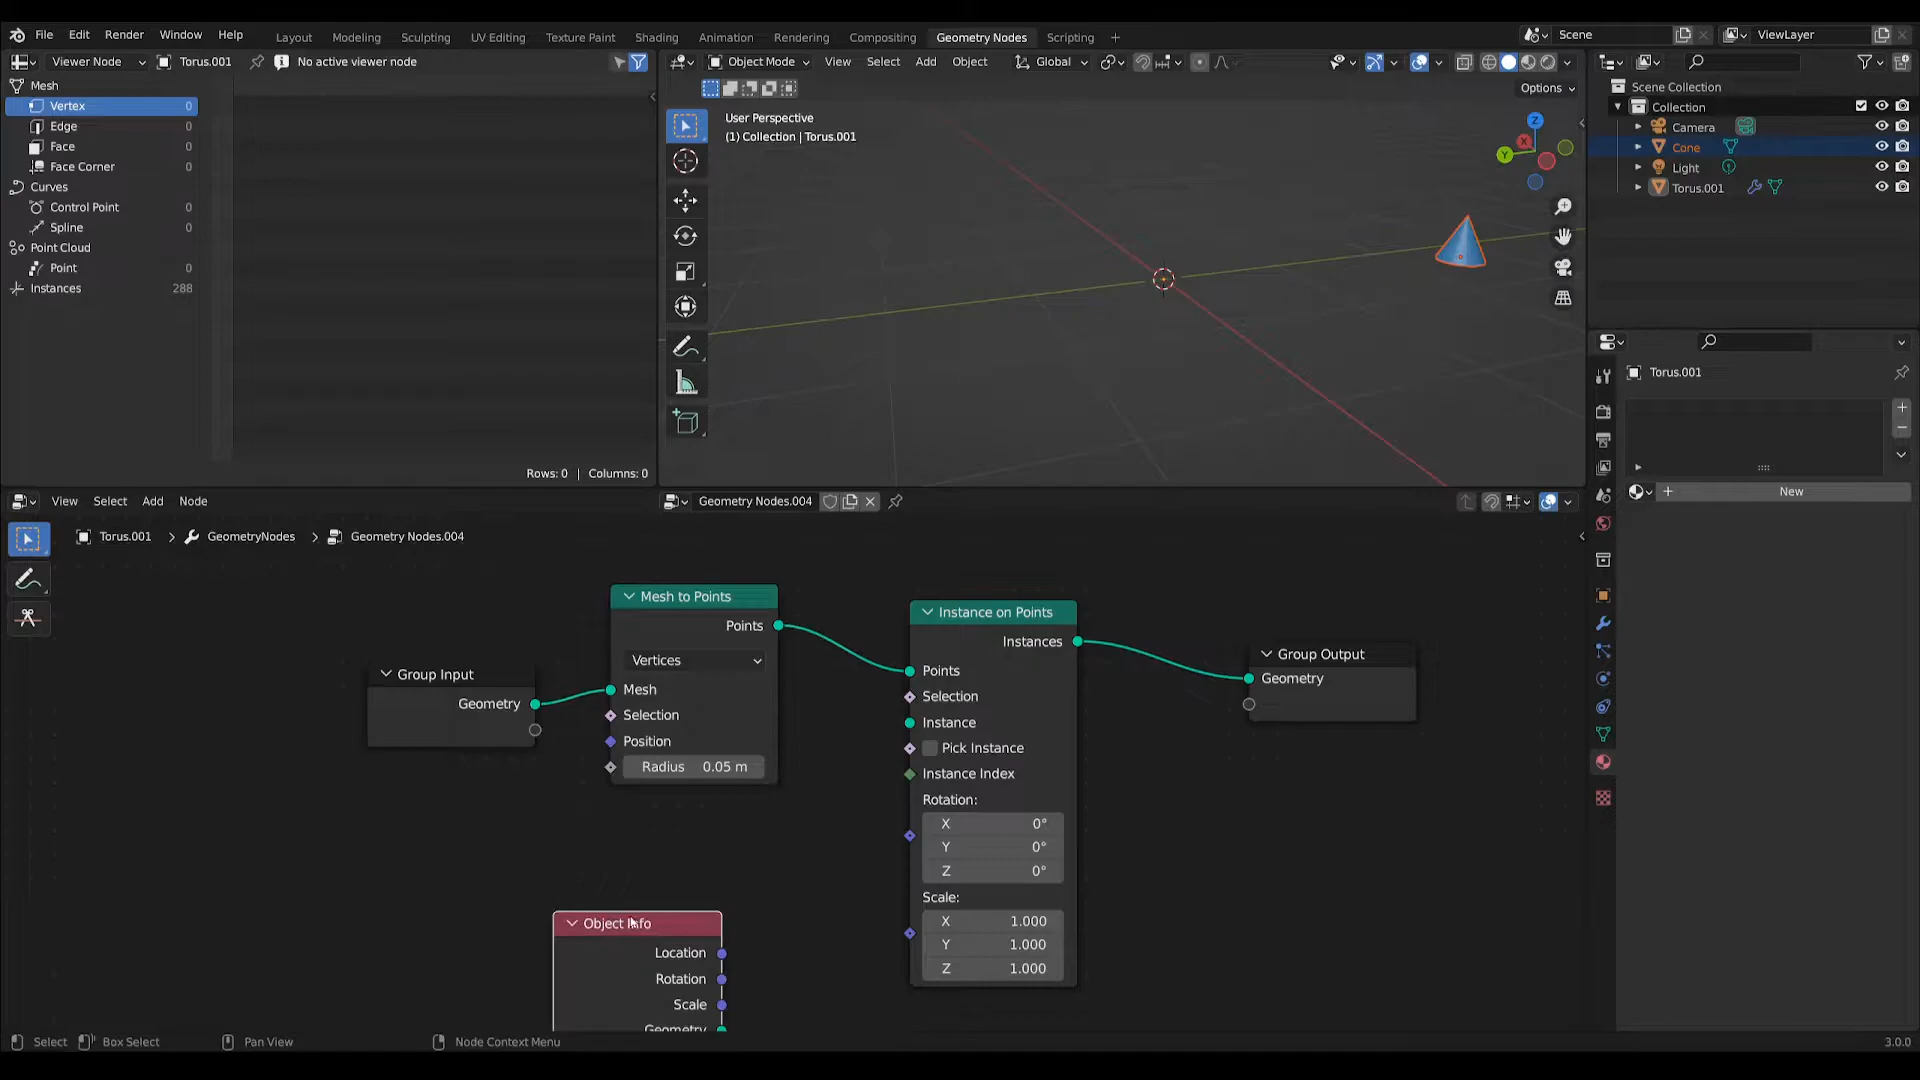 File Edit Render Window Help Layout Modeling Sculpting UV Editing Texture Paint Shading Animation Rendering Compositing Geometry Nodes Scripting + Scene ViewLayer
Viewer Node Torus.001 No active viewer node
Mesh
Vertex 0
Edge 0
Face 0
Face Corner 0
Curves
Control Point 0
Spline 0
Point Cloud
Point 0
Instances 288
Rows: 0 | Columns: 0
Object Mode View Select Add Object Global
Options
User Perspective
(1) Collection | Torus.001
Z
X
Y
Scene Collection
Collection
Camera
Cone
Light
Torus.001
Torus.001
New
View Select Add Node Geometry Nodes.004
Torus.001 > GeometryNodes > Geometry Nodes.004
Group Input
Geometry
Mesh to Points
Points
Vertices
Mesh
Selection
Position
Radius 0.05 m
Instance on Points
Instances
Points
Selection
Instance
Pick Instance
Instance Index
Rotation:
X 0°
Y 0°
Z 0°
Scale:
X 1.000
Y 1.000
Z 1.000
Group Output
Geometry
Object Info
Location
Rotation
Scale
Geometry
Select Box Select Pan View Node Context Menu 3.0.0